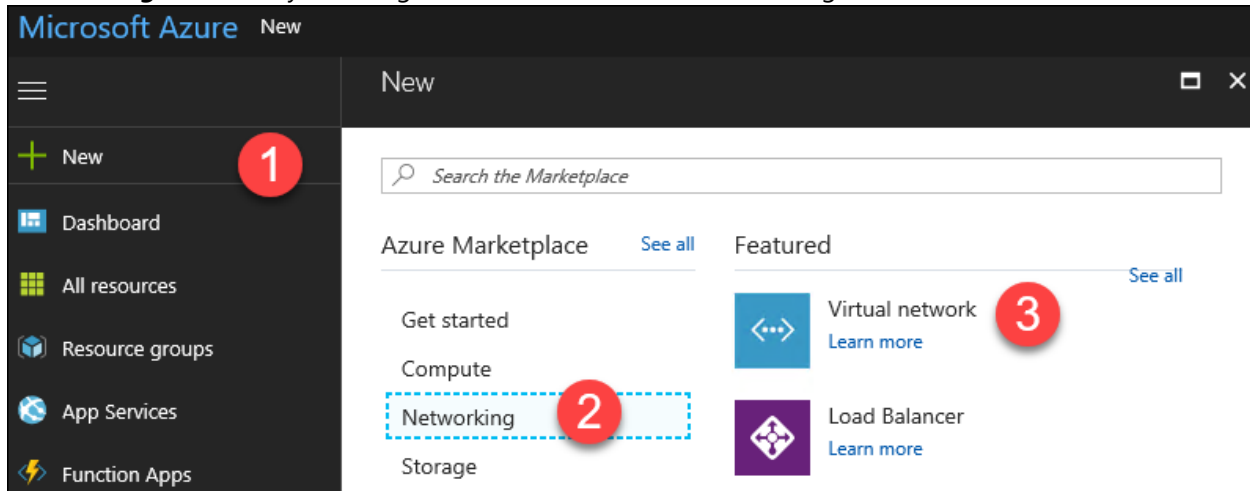 Microsoft Azure New
New
New
1
Search the Marketplace
Dashboard
Azure Marketplace See all
Featured
See all
All resources
Get started
Virtual network
3
Learn more
Resource groups
Compute
App Services
Networking
2
Load Balancer
Learn more
Storage
Function Apps